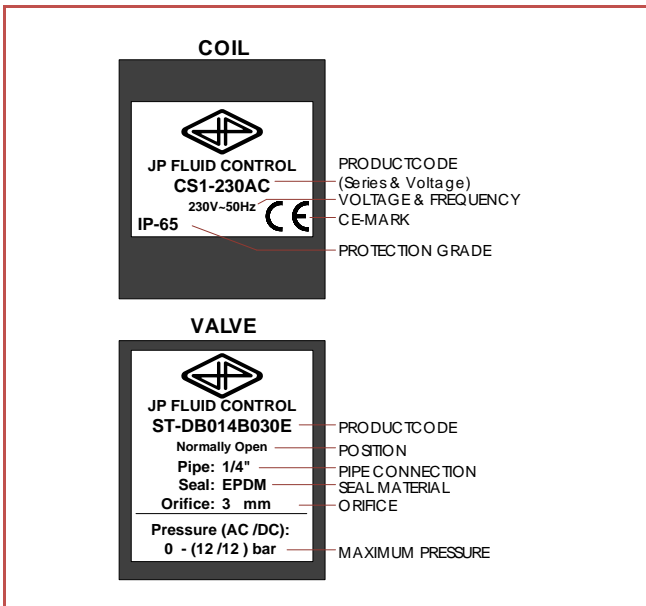 COIL
JP FLUID CONTROL
CS1-230AC
230V~50Hz
CE
IP-65
PRODUCTCODE
(Series & Voltage)
VOLTAGE & FREQUENCY
CE-MARK
PROTECTION GRADE
VALVE
JP FLUID CONTROL
ST-DB014B030E
Normally Open
Pipe: 1/4"
Seal: EPDM
Orifice: 3 mm
Pressure (AC /DC):
0 - (12 /12 ) bar
PRODUCTCODE
POSITION
PIPE CONNECTION
SEAL MATERIAL
ORIFICE
MAXIMUM PRESSURE